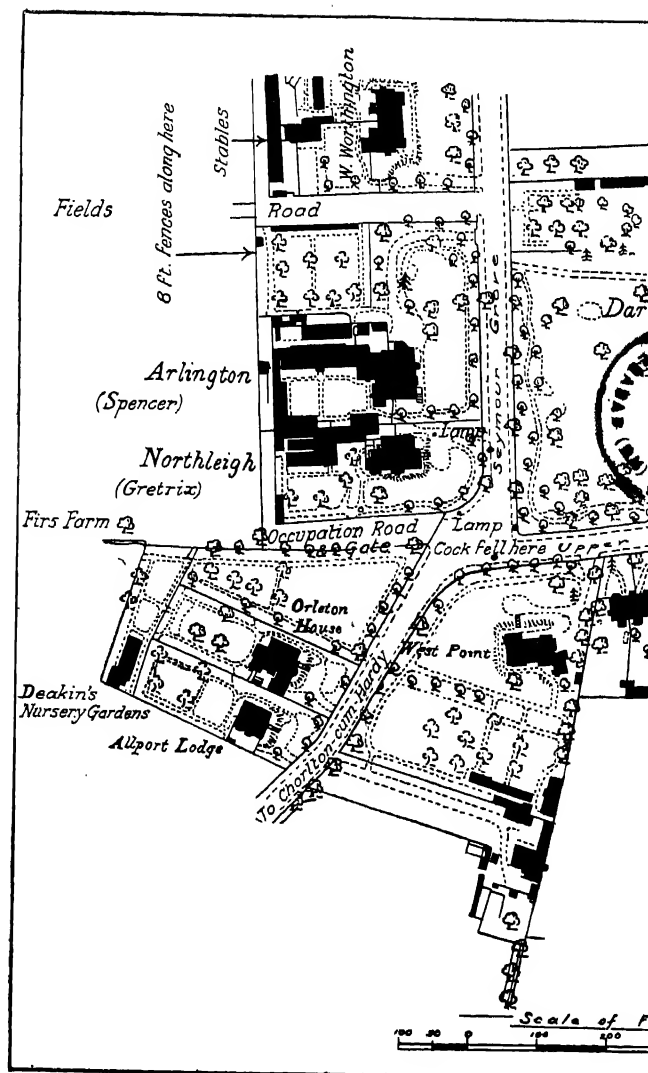 W. Worthington
Stables
8 ft. fences along here
Fields
Road
Seymour Grove
Dar
Arlington
(Spencer)
Lamp
Northleigh
(Gretrix)
Firs Farm
Occupation Road
& Gate
Lamp
Cock fell here
Upper
Orleton
House
West Point
Deakin's
Nursery Gardens
Allport Lodge
To Chorlton-cum-Hardy
Scale of F
100 50 0 100 200